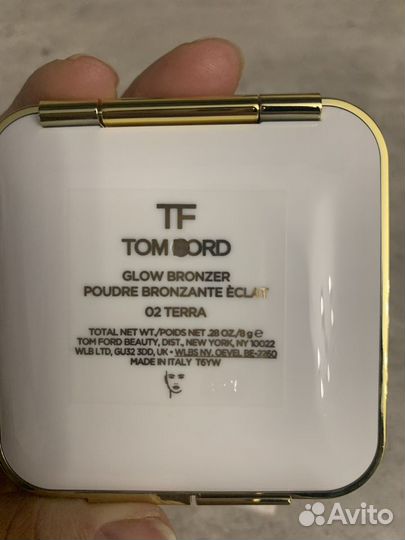 TF
TOM FORD
GLOW BRONZER
POUDRE BRONZANTE ÈCLAT
02 TERRA
TOTAL NET WT./POIDS NET .28 OZ./8 g ℮
TOM FORD BEAUTY, DIST., NEW YORK, NY 10022
WLB LTD, GU32 3DD, UK • WLBS NV. OEVEL BE-2260
MADE IN ITALY T6YW
Avito